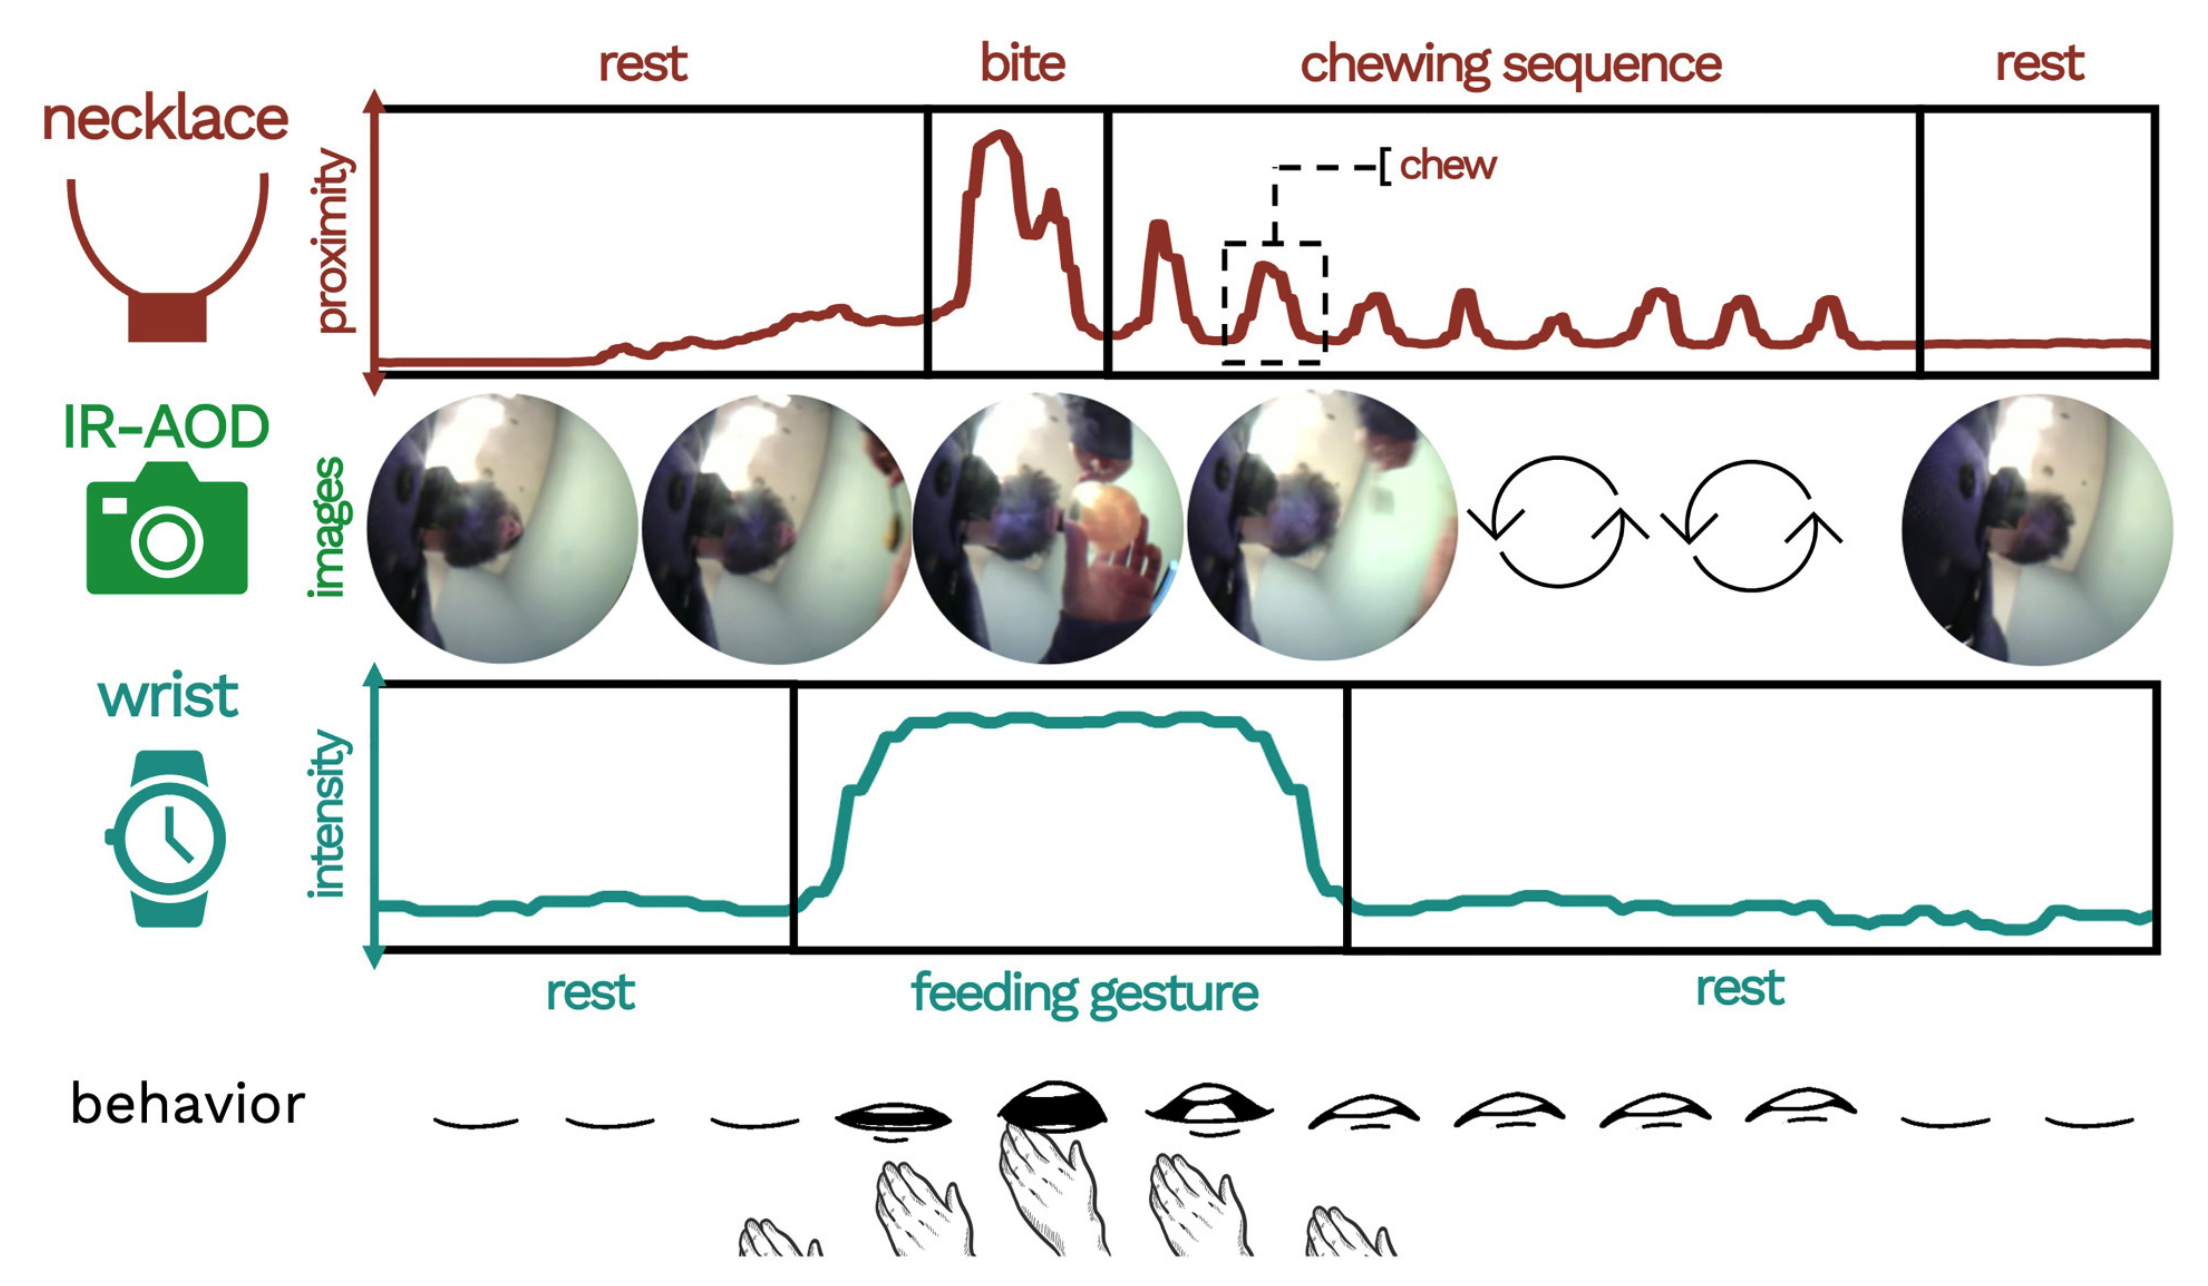 rest bite chewing sequence rest
necklace
proximity
[ chew
IR-AOD
images
wrist
intensity
rest feeding gesture rest
behavior